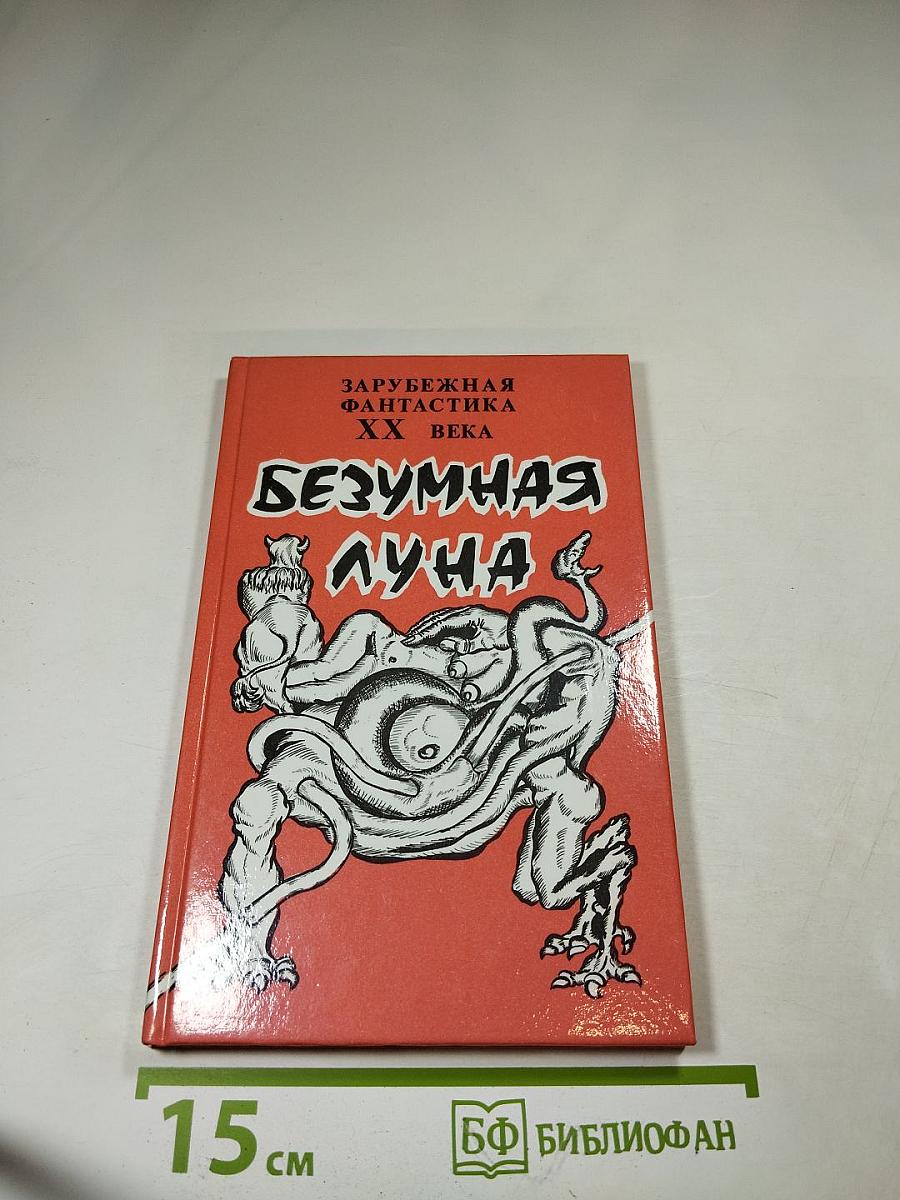 ЗАРУБЕЖНАЯ
ФАНТАСТИКА
XX ВЕКА
БЕЗУМНАЯ
ЛУНА
15 см
БФ БИБЛИОФАН